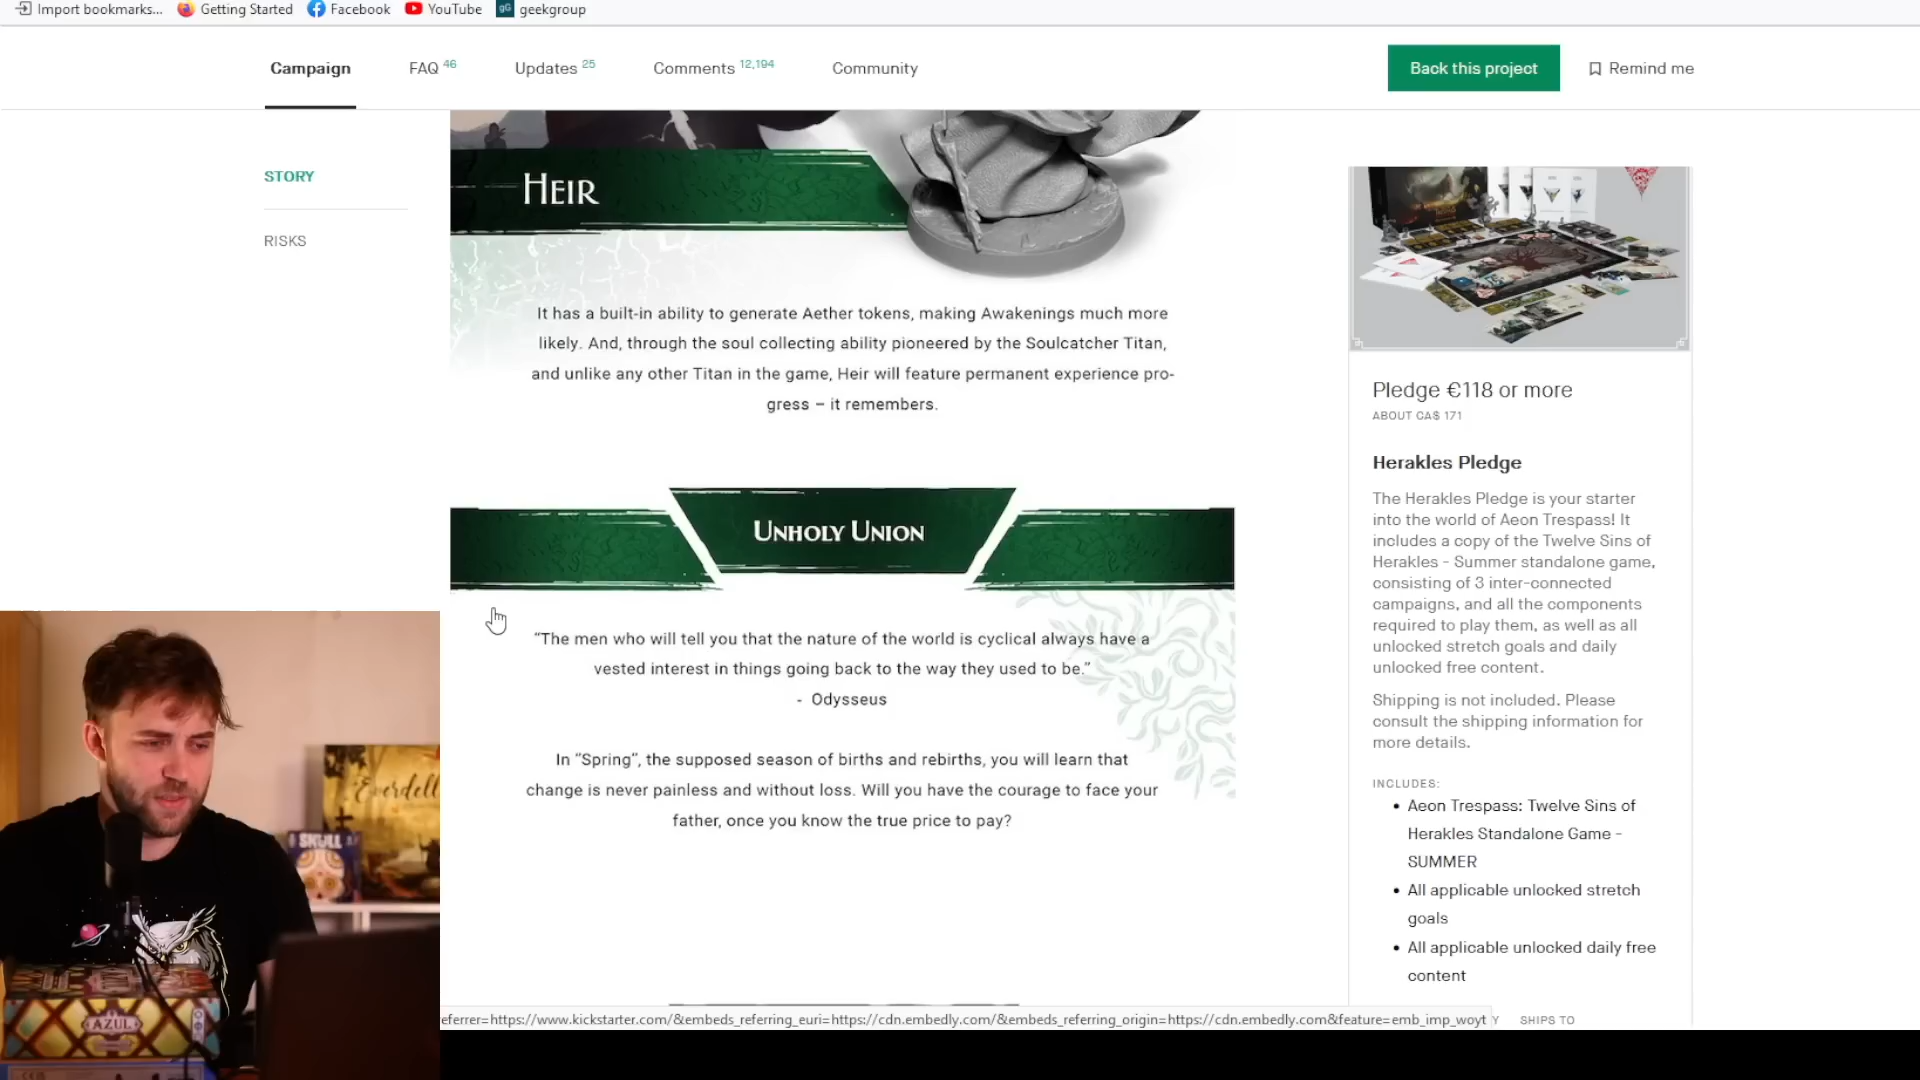 Import bookmarks... Getting Started Facebook YouTube gG geekgroup
Campaign FAQ 46 Updates 25 Comments 12,194 Community Back this project Remind me
STORY
RISKS
HEIR
It has a built-in ability to generate Aether tokens, making Awakenings much more
likely. And, through the soul collecting ability pioneered by the Soulcatcher Titan,
and unlike any other Titan in the game, Heir will feature permanent experience pro-
gress – it remembers.
UNHOLY UNION
“The men who will tell you that the nature of the world is cyclical always have a
vested interest in things going back to the way they used to be.”
- Odysseus
In “Spring”, the supposed season of births and rebirths, you will learn that
change is never painless and without loss. Will you have the courage to face your
father, once you know the true price to pay?
Pledge €118 or more
ABOUT CA$ 171
Herakles Pledge
The Herakles Pledge is your starter
into the world of Aeon Trespass! It
includes a copy of the Twelve Sins of
Herakles - Summer standalone game,
consisting of 3 inter-connected
campaigns, and all the components
required to play them, as well as all
unlocked stretch goals and daily
unlocked free content.
Shipping is not included. Please
consult the shipping information for
more details.
INCLUDES:
• Aeon Trespass: Twelve Sins of
Herakles Standalone Game -
SUMMER
• All applicable unlocked stretch
goals
• All applicable unlocked daily free
content
eferrer=https://www.kickstarter.com/&embeds_referring_euri=https://cdn.embedly.com/&embeds_referring_origin=https://cdn.embedly.com&feature=emb_imp_woyt Y SHIPS TO
Everdell
SKULL
AZUL